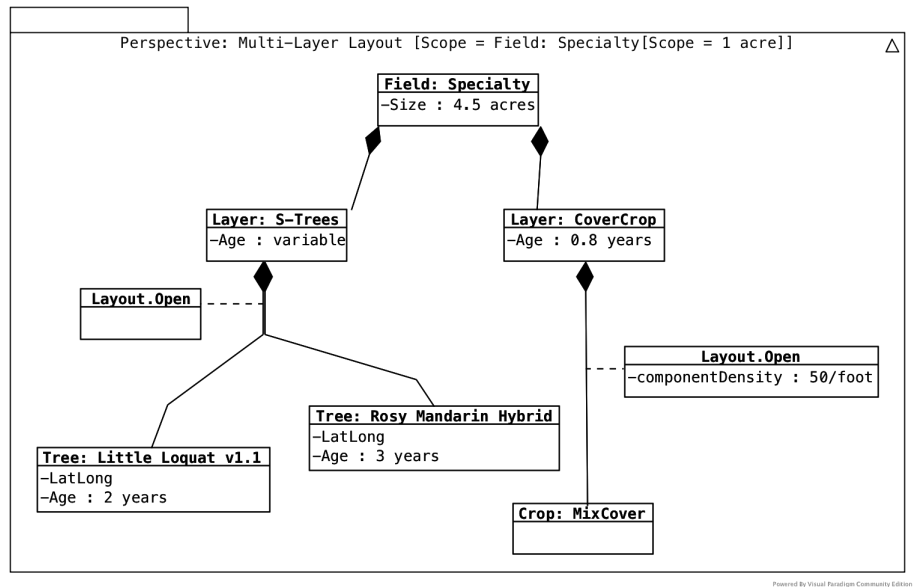 Perspective: Multi-Layer Layout [Scope = Field: Specialty[Scope = 1 acre]]
Field: Specialty
-Size : 4.5 acres
Layer: S-Trees
-Age : variable
Layer: CoverCrop
-Age : 0.8 years
Layout.Open
Layout.Open
-componentDensity : 50/foot
Tree: Rosy Mandarin Hybrid
-LatLong
-Age : 3 years
Tree: Little Loquat v1.1
-LatLong
-Age : 2 years
Crop: MixCover
Powered By Visual Paradigm Community Edition